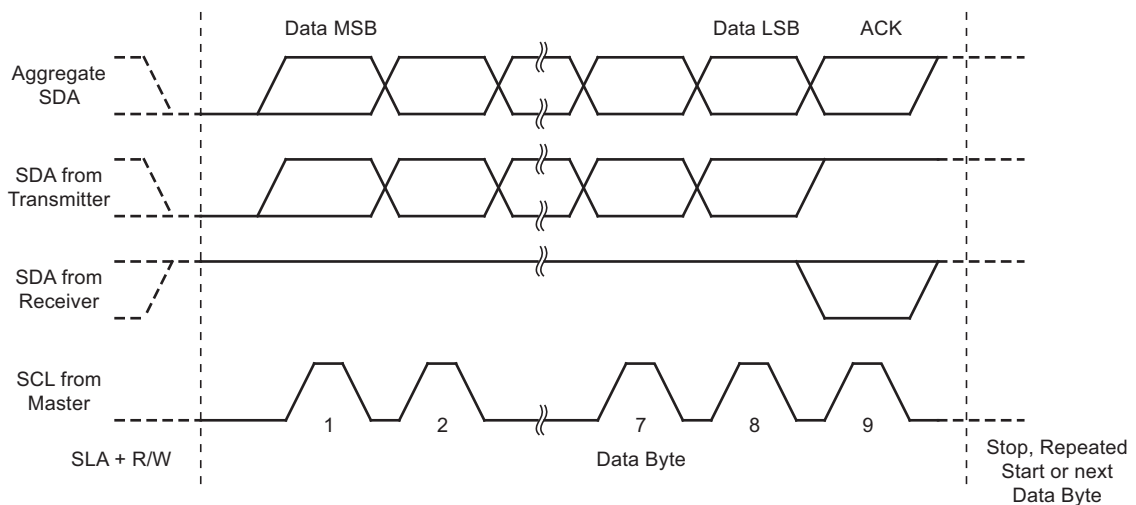 Data MSB
Data LSB
ACK
Aggregate
SDA
SDA from
Transmitter
SDA from
Receiver
SCL from
Master
1
2
7
8
9
SLA + R/W
Data Byte
Stop, Repeated
Start or next
Data Byte